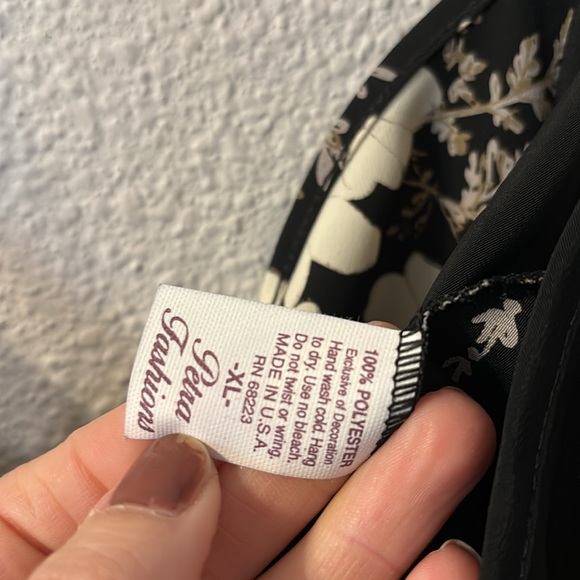 100% POLYESTER
Exclusive of Decoration
Hand wash cold. Hang
to dry. Use no bleach.
Do not twist or wring.
MADE IN U.S.A.
RN 68223
-XL-
Petra
Fashions